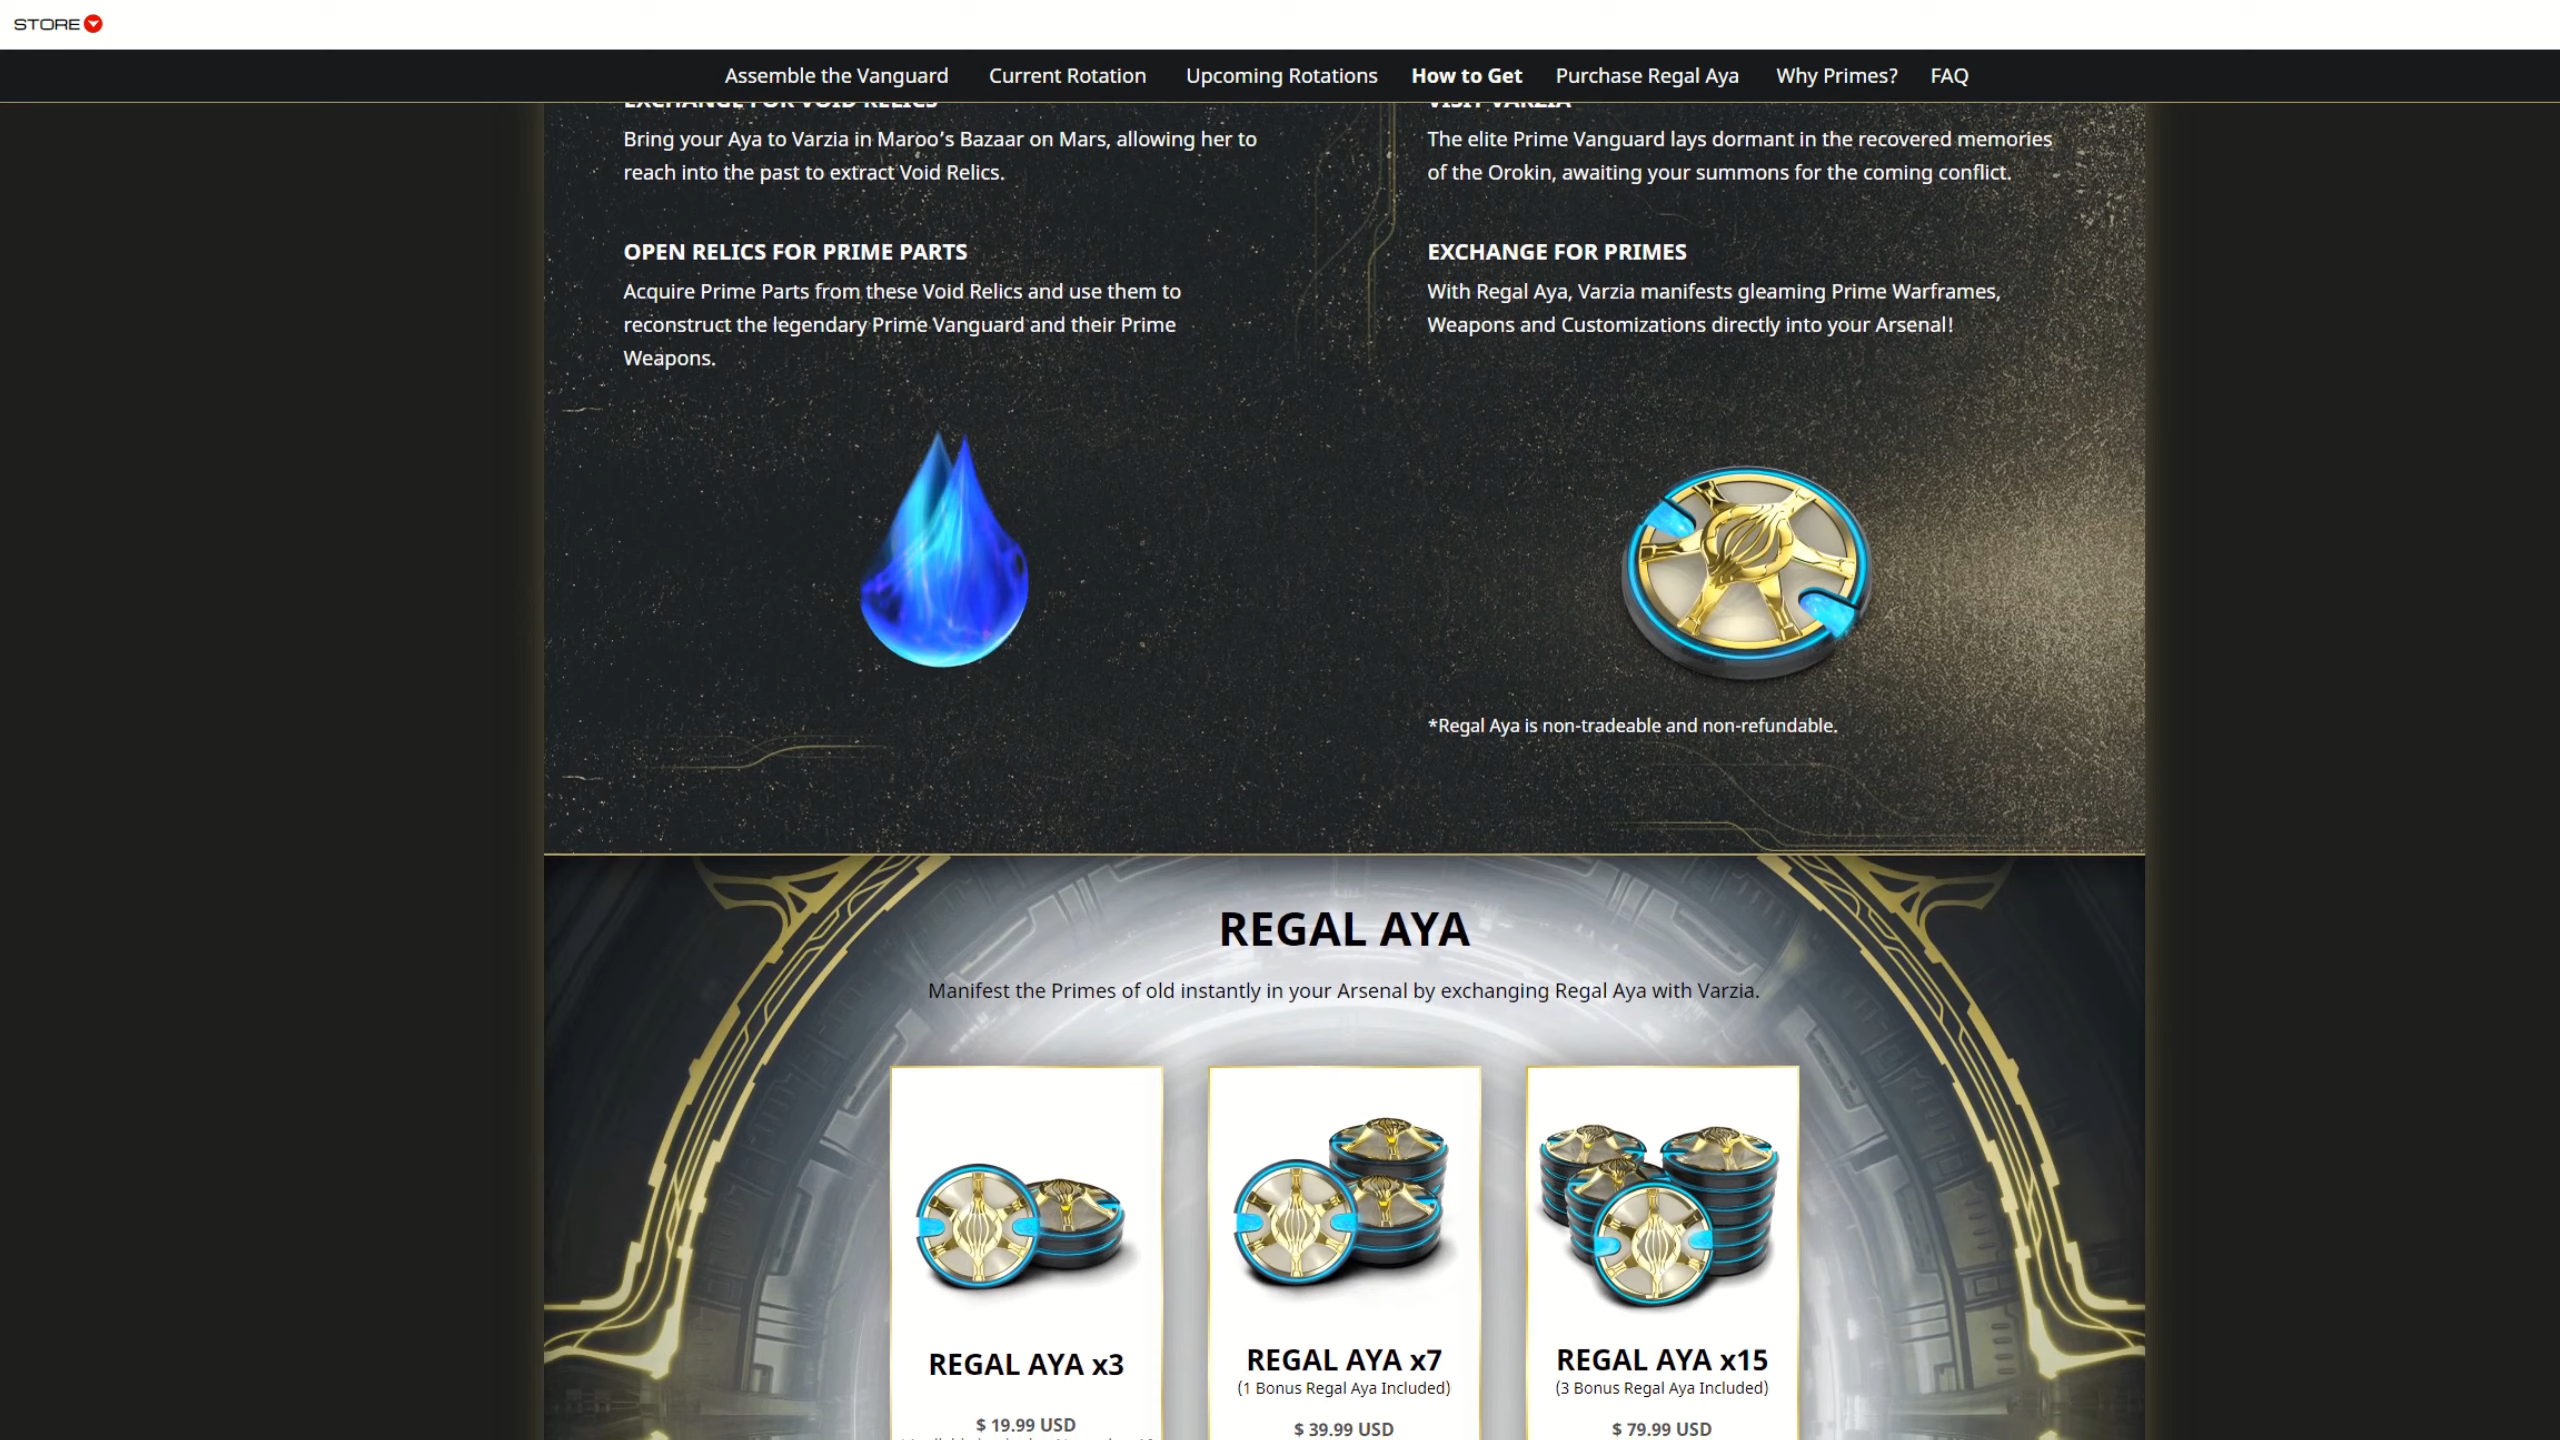 STORE
Assemble the Vanguard Current Rotation Upcoming Rotations How to Get Purchase Regal Aya Why Primes? FAQ
EXCHANGE FOR VOID RELICS
Bring your Aya to Varzia in Maroo's Bazaar on Mars, allowing her to
reach into the past to extract Void Relics.
OPEN RELICS FOR PRIME PARTS
Acquire Prime Parts from these Void Relics and use them to
reconstruct the legendary Prime Vanguard and their Prime
Weapons.
VISIT VARZIA
The elite Prime Vanguard lays dormant in the recovered memories
of the Orokin, awaiting your summons for the coming conflict.
EXCHANGE FOR PRIMES
With Regal Aya, Varzia manifests gleaming Prime Warframes,
Weapons and Customizations directly into your Arsenal!
*Regal Aya is non-tradeable and non-refundable.
REGAL AYA
Manifest the Primes of old instantly in your Arsenal by exchanging Regal Aya with Varzia.
REGAL AYA x3
$ 19.99 USD
REGAL AYA x7
(1 Bonus Regal Aya Included)
$ 39.99 USD
REGAL AYA x15
(3 Bonus Regal Aya Included)
$ 79.99 USD